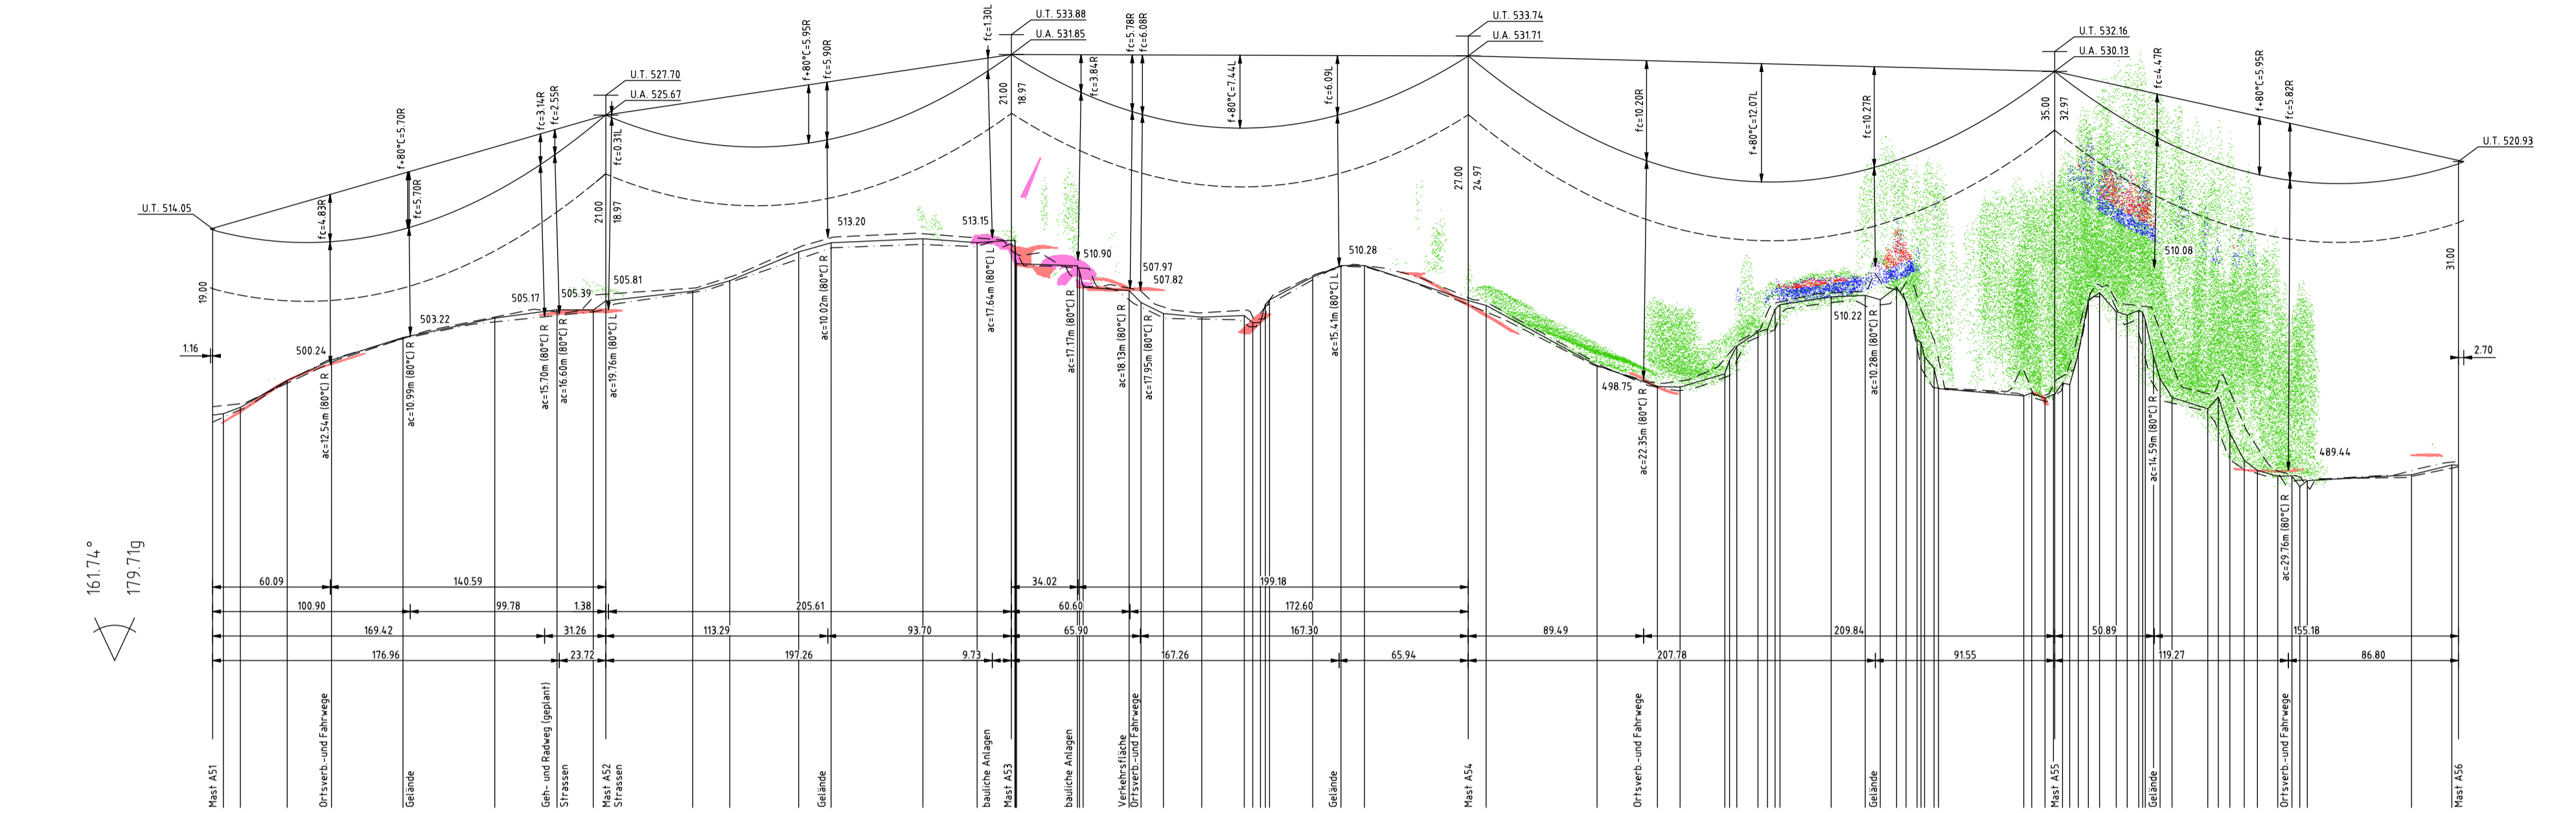 U.T. 533.88
U.A. 531.85
U.T. 533.74
U.A. 531.71
U.T. 532.16
U.A. 530.13
U.T. 527.70
U.A. 525.67
U.T. 520.93
U.T. 514.05
fc=4.83R
f+80°C=5.70R
fc=5.70R
fc=3.14R
fc=2.55R
fc=0.31L
f+80°C=5.95R
fc=5.90R
fc=1.30L
fc=3.84R
fc=5.78R
fc=6.08R
f+80°C=7.44L
fc=6.09L
fc=10.20R
f+80°C=12.07L
fc=10.27R
fc=4.47R
f+80°C=5.95R
fc=5.82R
19.00
21.00
18.97
21.00
18.97
27.00
24.97
35.00
32.97
31.00
1.16
2.70
500.24
503.22
505.17
505.39
505.81
513.20
513.15
510.90
507.97
507.82
510.28
498.75
510.22
510.08
489.44
ac=12.54m (80°C) R
ac=10.99m (80°C) R
ac=15.70m (80°C) R
ac=16.60m (80°C) R
ac=19.76m (80°C) L
ac=10.02m (80°C) R
ac=17.64m (80°C) L
ac=17.17m (80°C) R
ac=18.13m (80°C) R
ac=17.95m (80°C) R
ac=15.41m (80°C) L
ac=22.35m (80°C) R
ac=10.28m (80°C) R
ac=14.59m (80°C) R
ac=29.76m (80°C) R
161.74°
179.71g
60.09 140.59 34.02 199.18
100.90 99.78 1.38 205.61 60.60 172.60
169.42 31.26 113.29 93.70 65.90 167.30 89.49 209.84 50.89 155.18
176.96 23.72 197.26 9.73 167.26 65.94 207.78 91.55 119.27 86.80
Mast A51
Ortsverb.-und Fahrwege
Gelände
Geh- und Radweg (geplant)
Strassen
Mast A52
Strassen
Gelände
bauliche Anlagen
Mast A53
bauliche Anlagen
Verkehrsfläche
Ortsverb.-und Fahrwege
Gelände
Mast A54
Ortsverb.-und Fahrwege
Gelände
Mast A55
Gelände
Ortsverb.-und Fahrwege
Mast A56